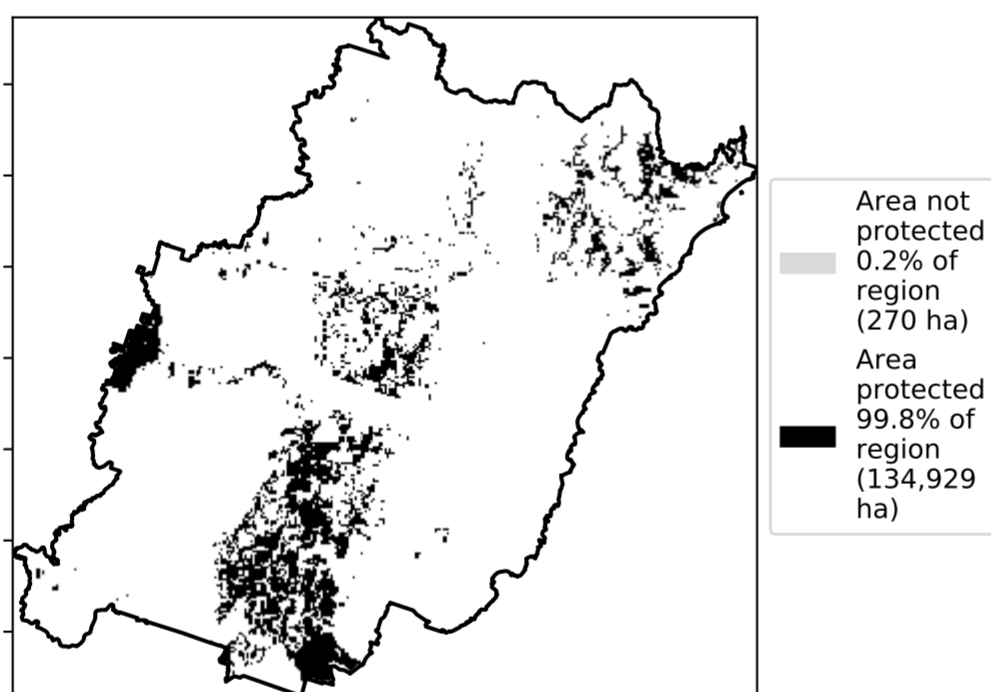 Area not
protected
0.2% of
region
(270 ha)
Area
protected
99.8% of
region
(134,929
ha)